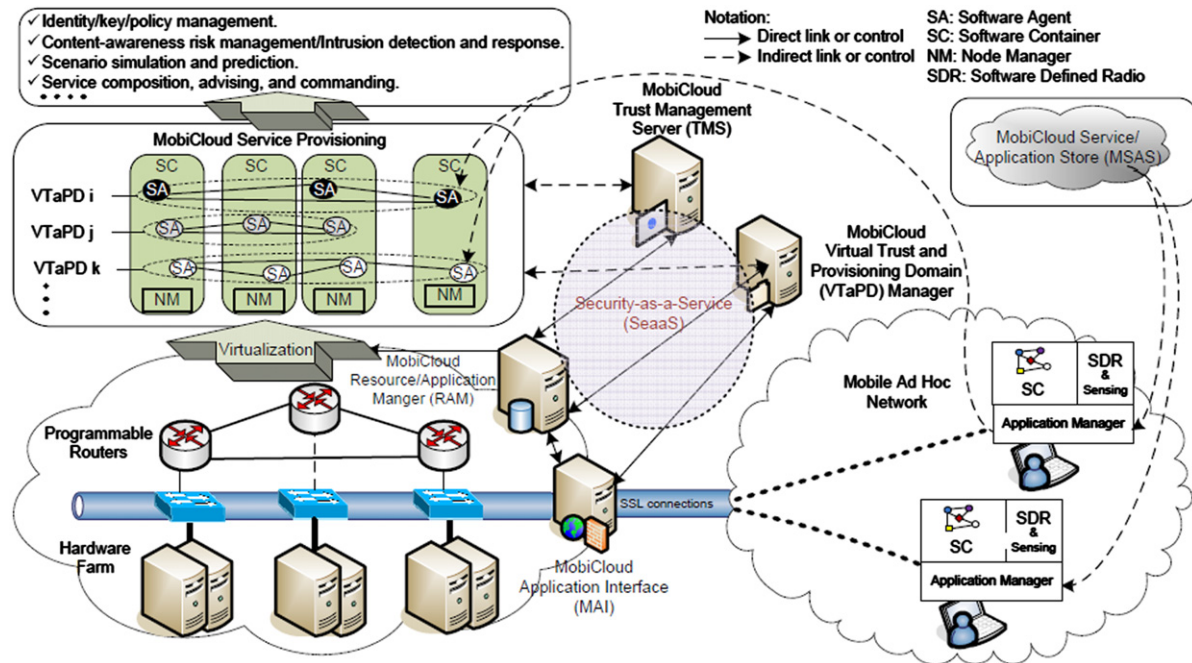 ✓ Identity/key/policy management.
✓ Content-awareness risk management/Intrusion detection and response.
✓ Scenario simulation and prediction.
✓ Service composition, advising, and commanding.
Notation:
Direct link or control
Indirect link or control
SA: Software Agent
SC: Software Container
NM: Node Manager
SDR: Software Defined Radio
MobiCloud Service Provisioning
SC
SC
SC
SC
VTaPD i
SA
SA
SA
VTaPD j
SA
SA
SA
VTaPD k
SA
SA
SA
SA
NM
NM
NM
NM
MobiCloud
Trust Management
Server (TMS)
MobiCloud Service/
Application Store (MSAS)
MobiCloud
Virtual Trust and
Provisioning Domain
(VTaPD) Manager
Security-as-a-Service
(SeaaS)
Virtualization
MobiCloud
Resource/Application
Manger (RAM)
Programmable
Routers
Hardware
Farm
SSL connections
MobiCloud
Application Interface
(MAI)
Mobile Ad Hoc
Network
SC
SDR
&
Sensing
Application Manager
SC
SDR
&
Sensing
Application Manager